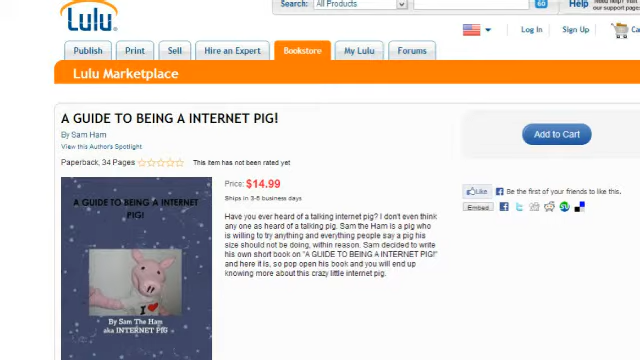 Search:
All Products
GO
Help
Need help? Visit
our support pages
LULU
Log In
Sign Up
Publish
Print
Sell
Hire an Expert
Bookstore
My Lulu
Forums
Lulu Marketplace
A GUIDE TO BEING A INTERNET PIG!
By Sam Ham
View this Author's Spotlight
Paperback, 34 Pages
This item has not been rated yet
Add to Cart
Price: $14.99
Ships in 3-5 business days
Like
Be the first of your friends to like this.
Embed
A GUIDE TO BEING A INTERNET
PIG!
I
By Sam The Ham
aka INTERNET PIG
Have you ever heard of a talking internet pig? I don't even think
any one as heard of a talking pig. Sam the Ham is a pig who
is willing to try anything and everything people say a pig his
size should not be doing, within reason. Sam decided to write
his own short book on "A GUIDE TO BEING A INTERNET PIG!"
and here it is, so pop open his book and you will end up
knowing more about this crazy little internet pig.